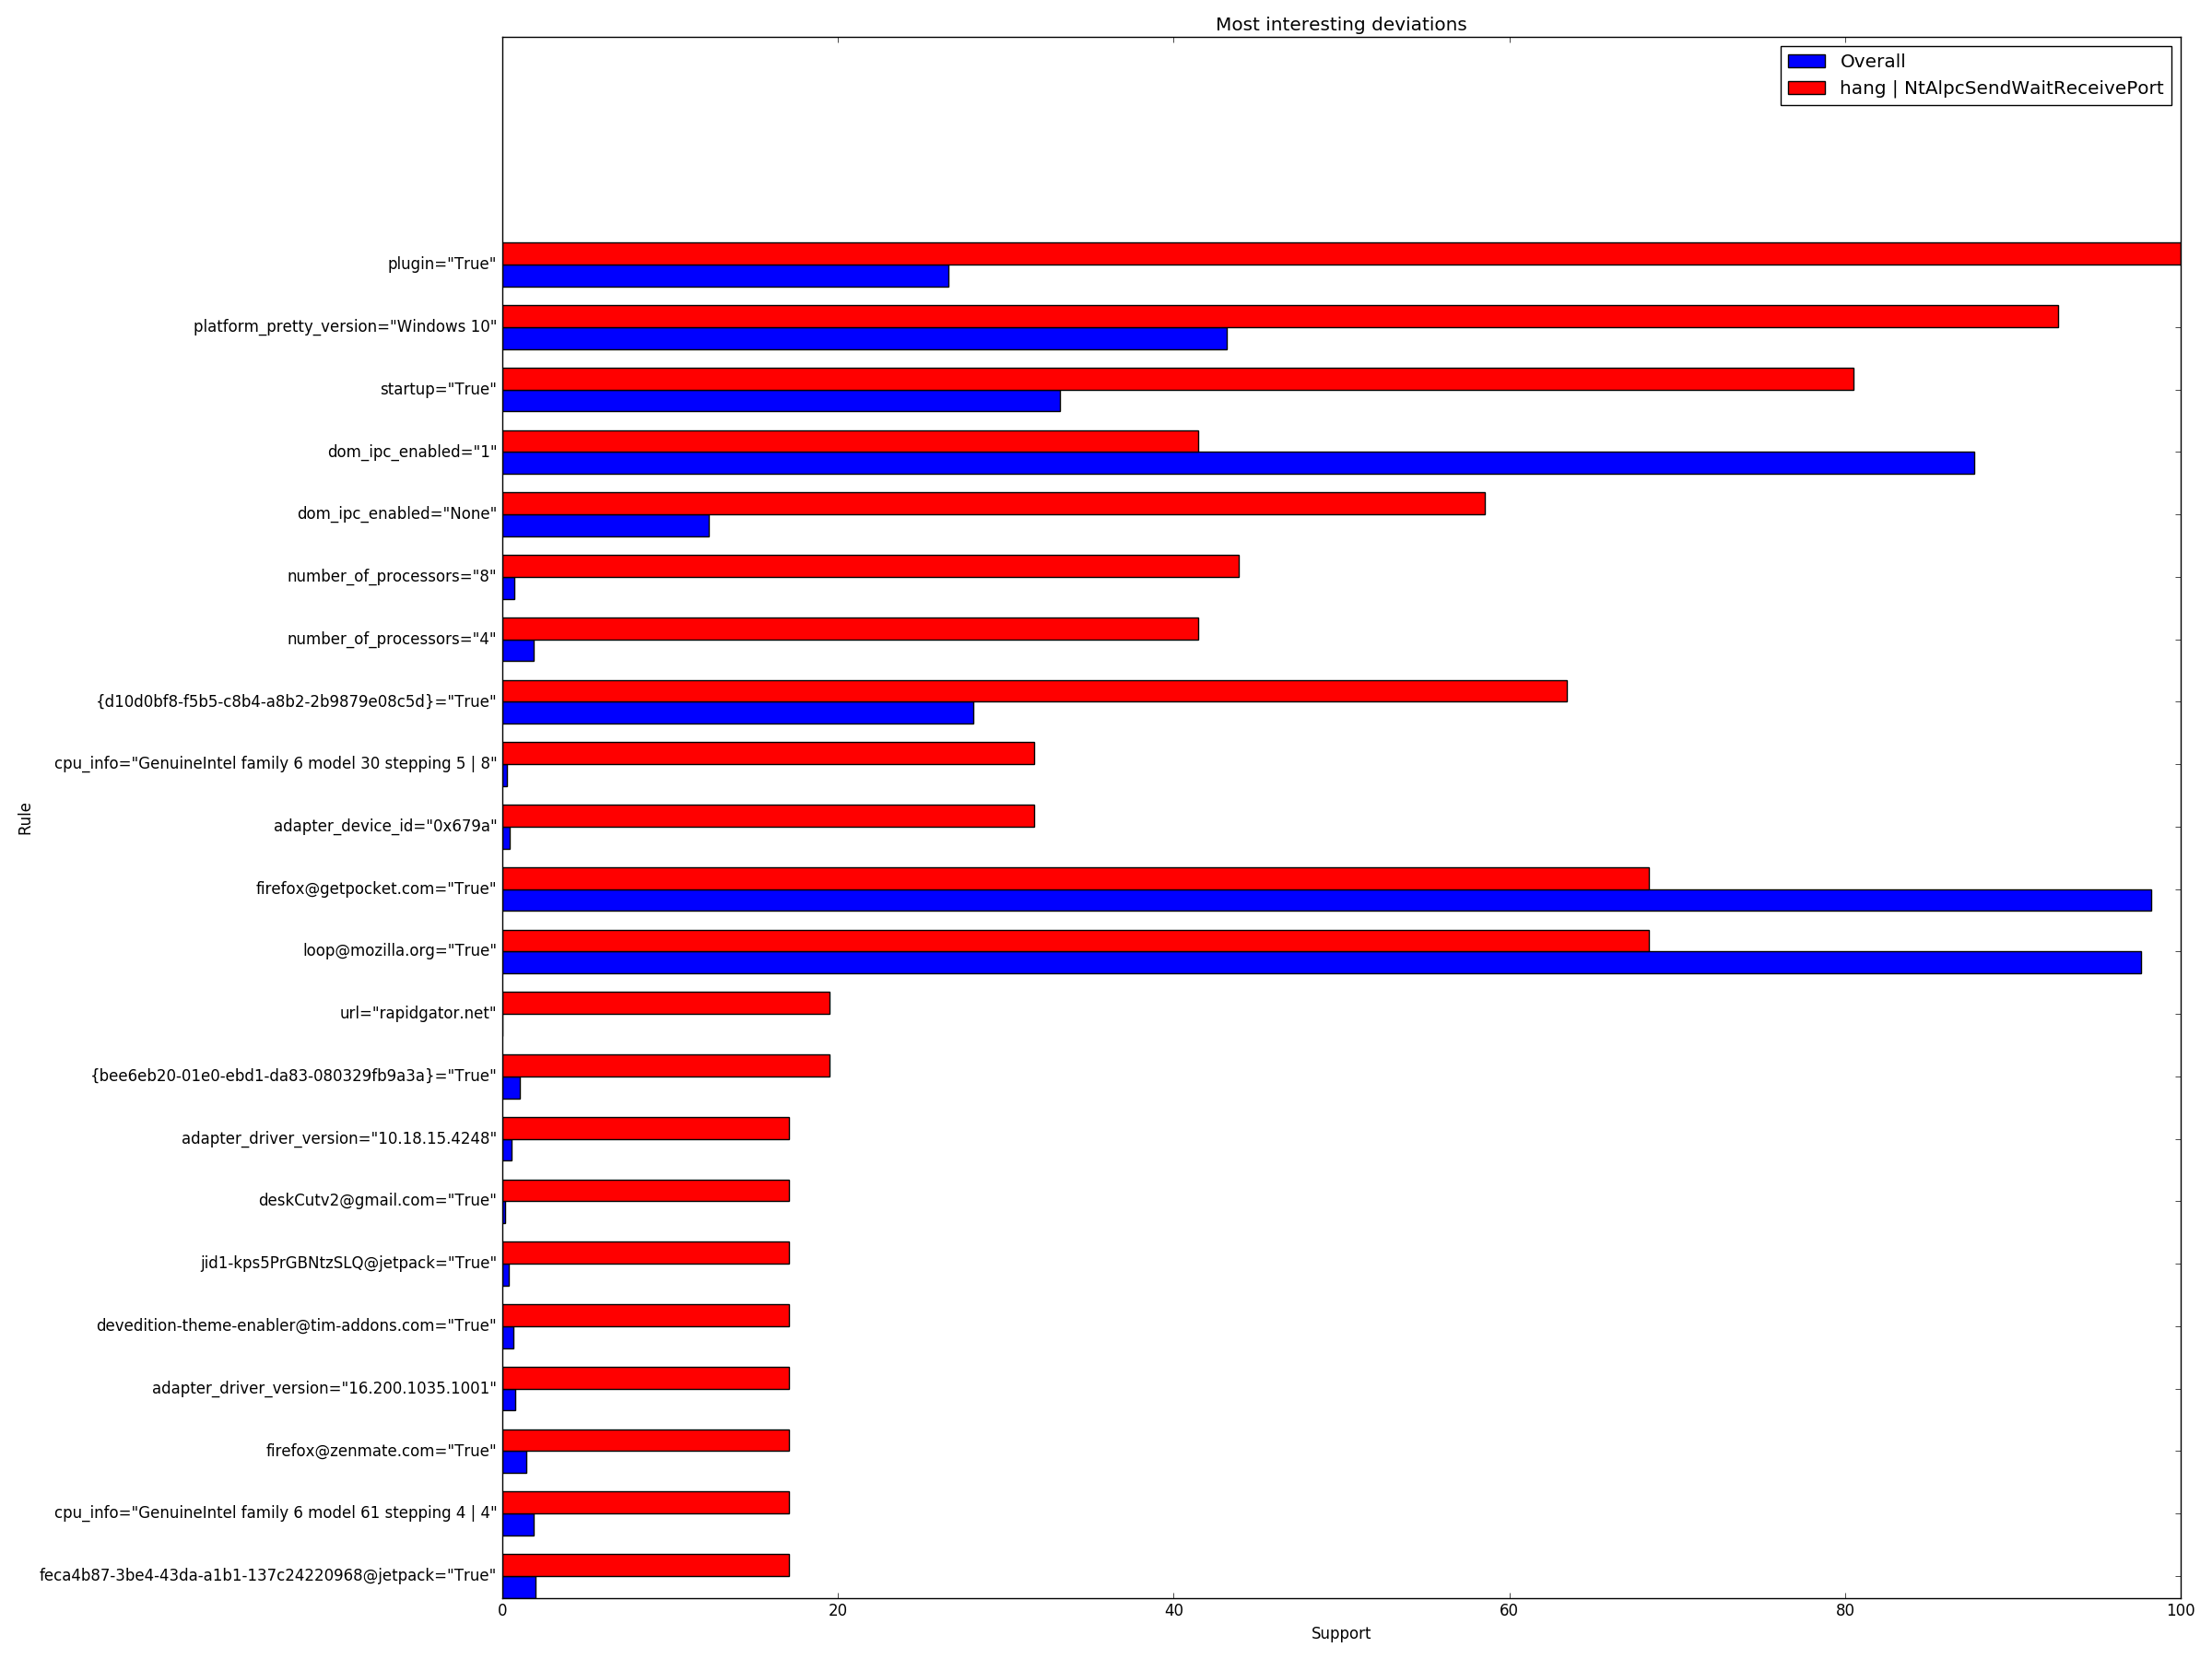 Most interesting deviations
Overall
hang | NtAlpcSendWaitReceivePort
plugin="True"
platform_pretty_version="Windows 10"
startup="True"
dom_ipc_enabled="1"
dom_ipc_enabled="None"
number_of_processors="8"
number_of_processors="4"
{d10d0bf8-f5b5-c8b4-a8b2-2b9879e08c5d}="True"
cpu_info="GenuineIntel family 6 model 30 stepping 5 | 8"
adapter_device_id="0x679a"
firefox@getpocket.com="True"
loop@mozilla.org="True"
url="rapidgator.net"
{bee6eb20-01e0-ebd1-da83-080329fb9a3a}="True"
adapter_driver_version="10.18.15.4248"
deskCutv2@gmail.com="True"
jid1-kps5PrGBNtzSLQ@jetpack="True"
devedition-theme-enabler@tim-addons.com="True"
adapter_driver_version="16.200.1035.1001"
firefox@zenmate.com="True"
cpu_info="GenuineIntel family 6 model 61 stepping 4 | 4"
feca4b87-3be4-43da-a1b1-137c24220968@jetpack="True"
Rule
0 20 40 60 80 100
Support